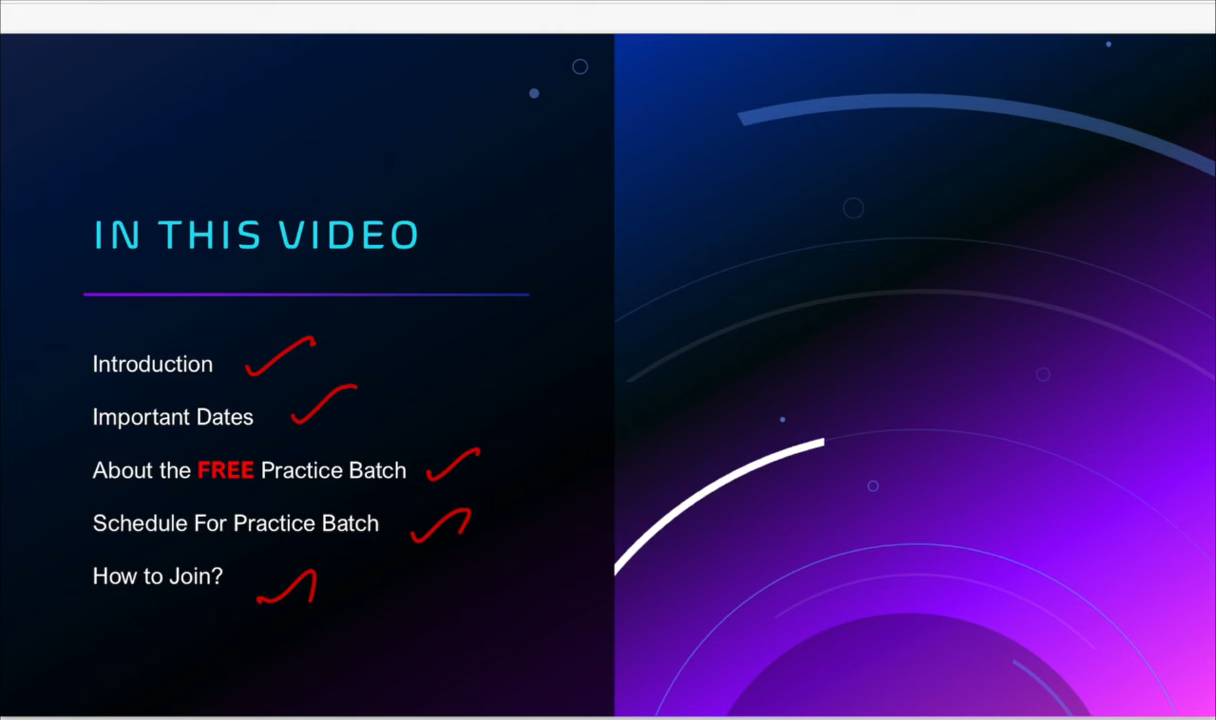 IN THIS VIDEO
Introduction
Important Dates
About the FREE Practice Batch
Schedule For Practice Batch
How to Join?